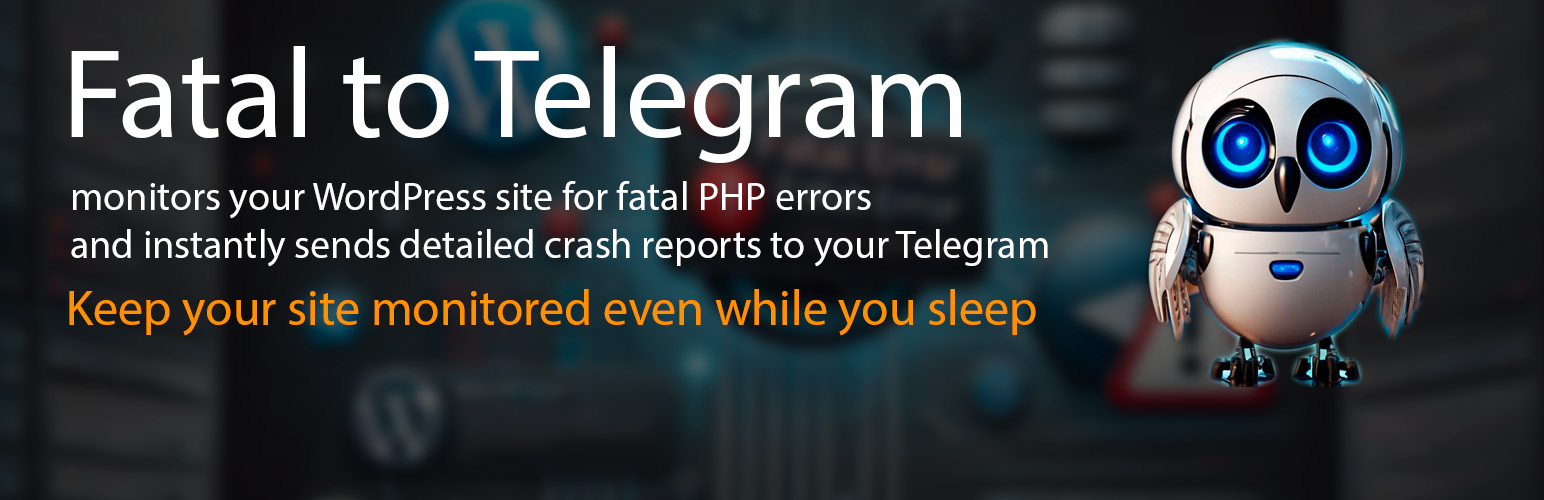 Fatal to Telegram
monitors your WordPress site for fatal PHP errors
and instantly sends detailed crash reports to your Telegram
Keep your site monitored even while you sleep